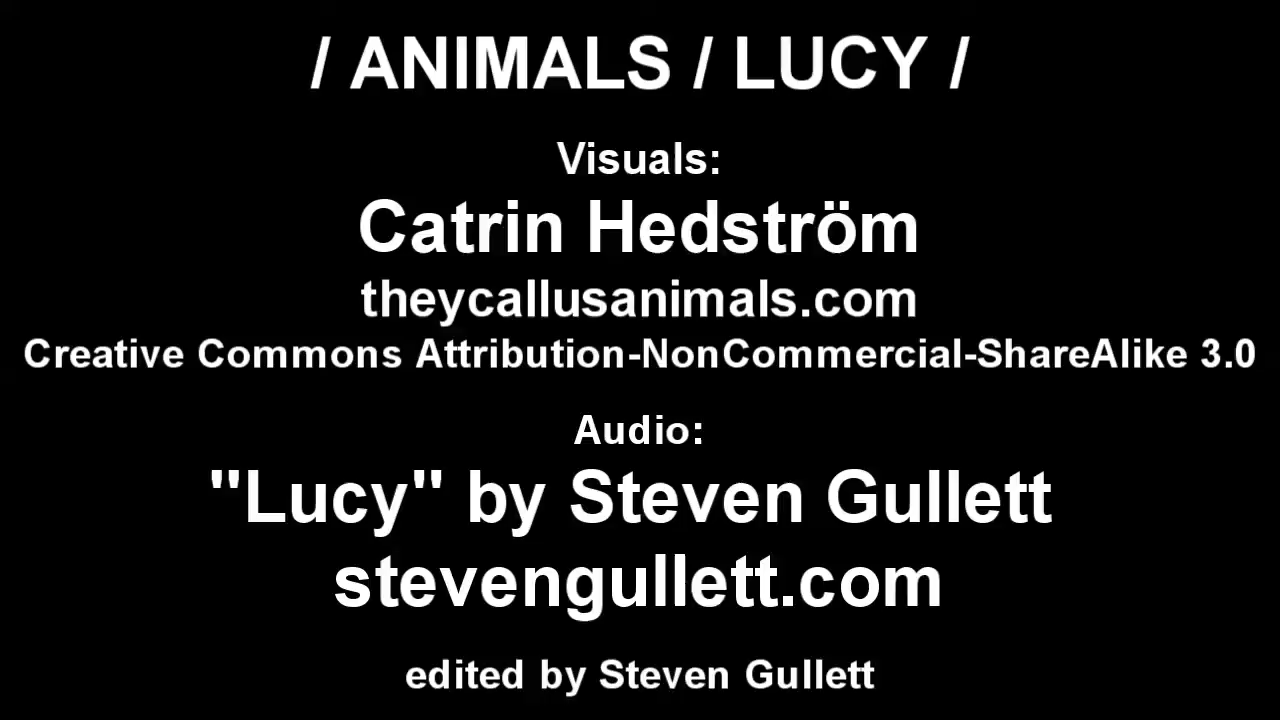 / ANIMALS / LUCY /
Visuals:
Catrin Hedström
theycallusanimals.com
Creative Commons Attribution-NonCommercial-ShareAlike 3.0
Audio:
"Lucy" by Steven Gullett
stevengullett.com
edited by Steven Gullett